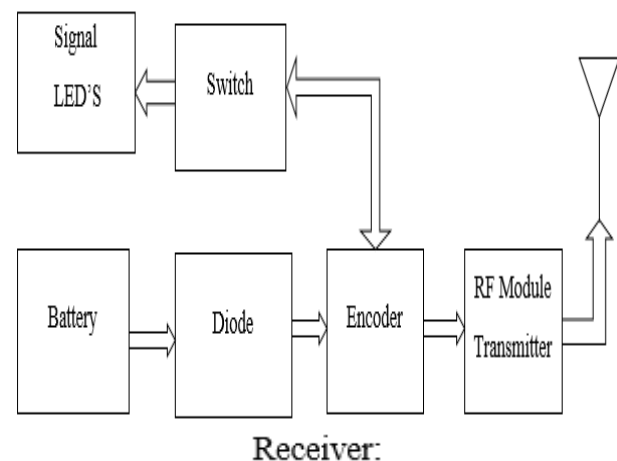 Signal
LED'S
Switch
Battery
Diode
Encoder
RF Module
Transmitter
Receiver: